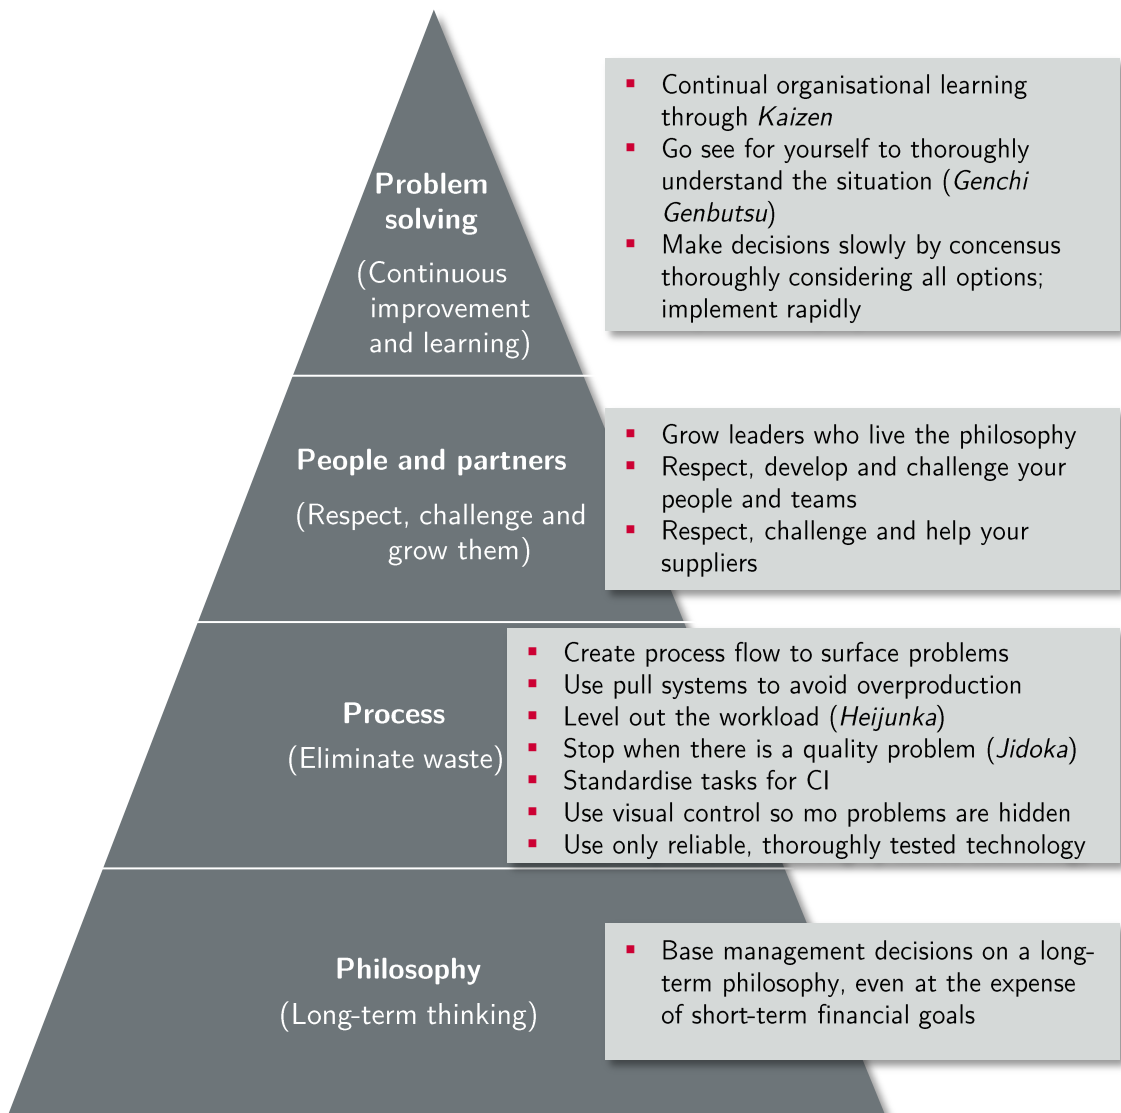 Problem
solving
(Continuous
improvement
and learning)
▪ Continual organisational learning
through Kaizen
▪ Go see for yourself to thoroughly
understand the situation (Genchi
Genbutsu)
▪ Make decisions slowly by concensus
thoroughly considering all options;
implement rapidly
People and partners
(Respect, challenge and
grow them)
▪ Grow leaders who live the philosophy
▪ Respect, develop and challenge your
people and teams
▪ Respect, challenge and help your
suppliers
Process
(Eliminate waste)
▪ Create process flow to surface problems
▪ Use pull systems to avoid overproduction
▪ Level out the workload (Heijunka)
▪ Stop when there is a quality problem (Jidoka)
▪ Standardise tasks for CI
▪ Use visual control so mo problems are hidden
▪ Use only reliable, thoroughly tested technology
Philosophy
(Long-term thinking)
▪ Base management decisions on a long-
term philosophy, even at the expense
of short-term financial goals